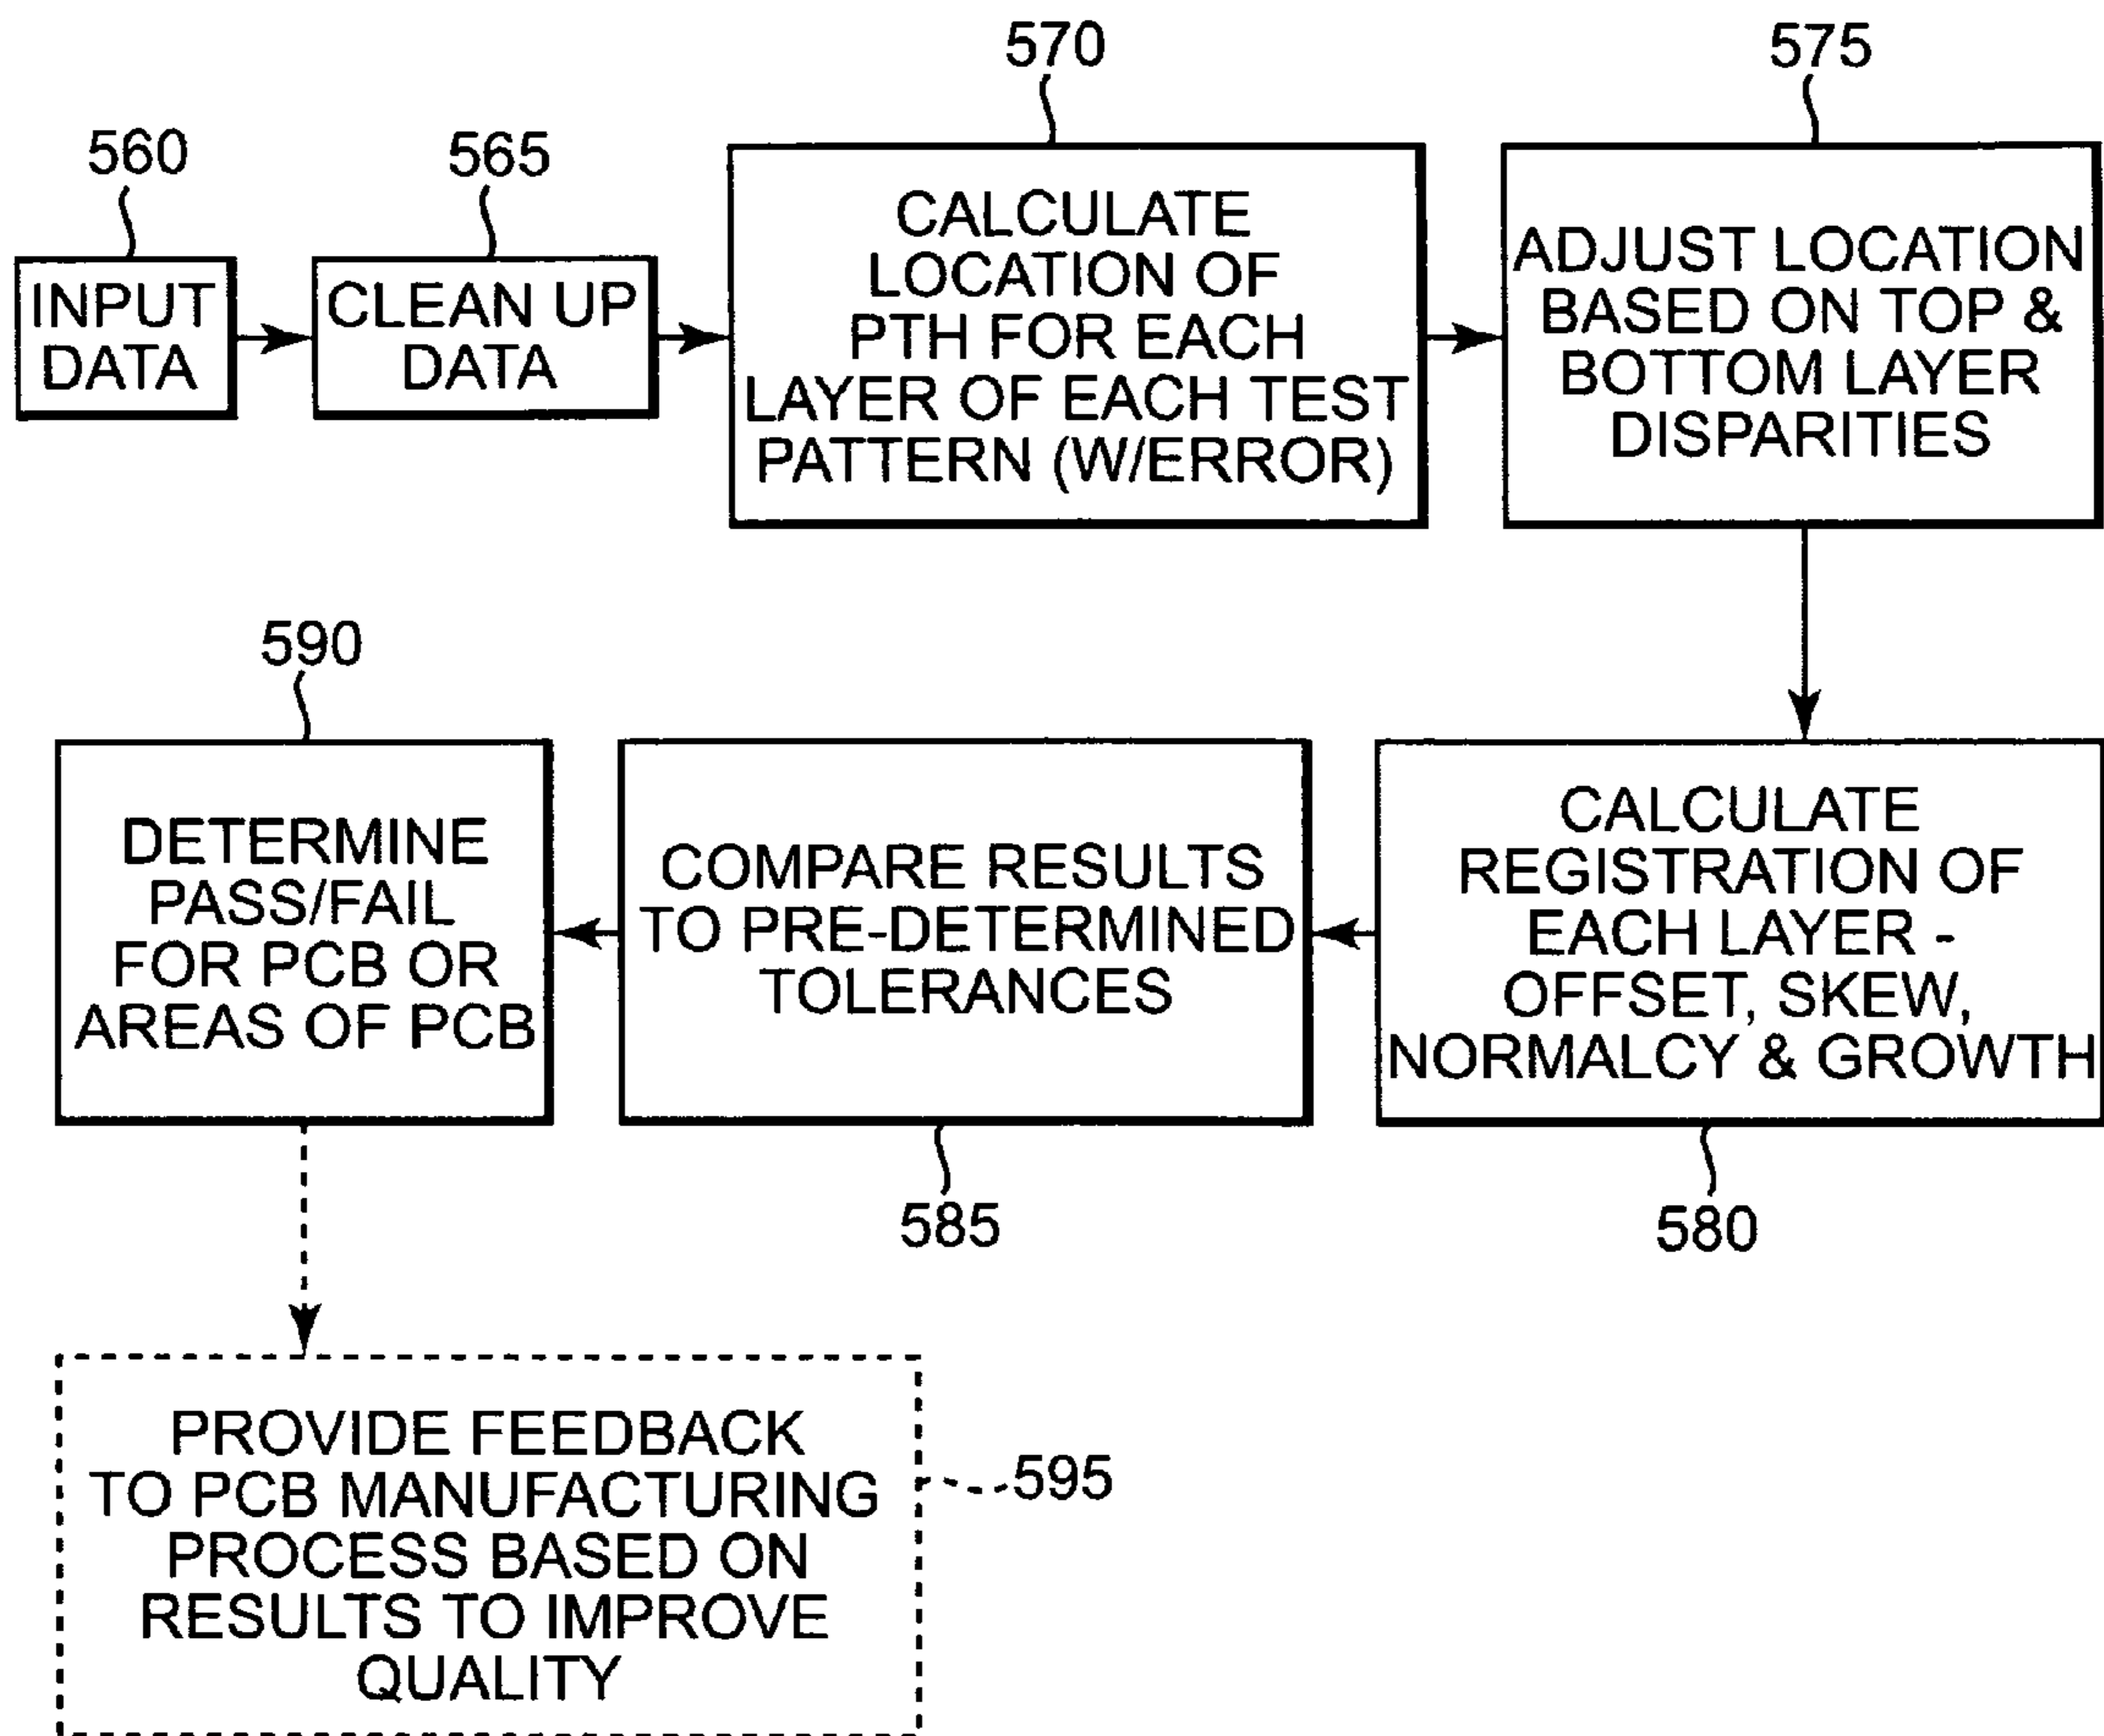 560
INPUT
DATA
565
CLEAN UP
DATA
570
CALCULATE
LOCATION OF
PTH FOR EACH
LAYER OF EACH TEST
PATTERN (W/ERROR)
575
ADJUST LOCATION
BASED ON TOP &
BOTTOM LAYER
DISPARITIES
580
CALCULATE
REGISTRATION OF
EACH LAYER -
OFFSET, SKEW,
NORMALCY & GROWTH
585
COMPARE RESULTS
TO PRE-DETERMINED
TOLERANCES
590
DETERMINE
PASS/FAIL
FOR PCB OR
AREAS OF PCB
595
PROVIDE FEEDBACK
TO PCB MANUFACTURING
PROCESS BASED ON
RESULTS TO IMPROVE
QUALITY